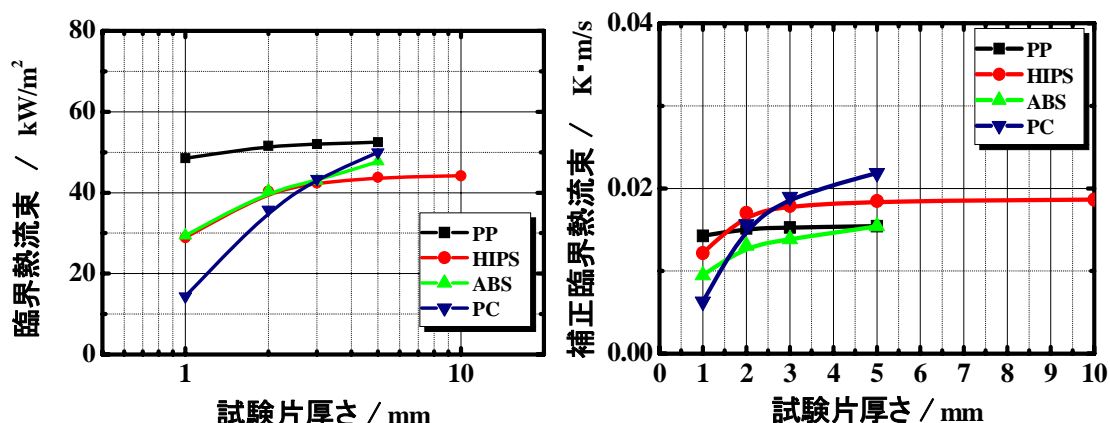 臨界熱流束 / kW/m²
80
60
40
20
0
PP
HIPS
ABS
PC
1
10
試験片厚さ / mm
補正臨界熱流束 / K・m/s
0.04
0.02
0.00
PP
HIPS
ABS
PC
0 1 2 3 4 5 6 7 8 9 10
試験片厚さ / mm